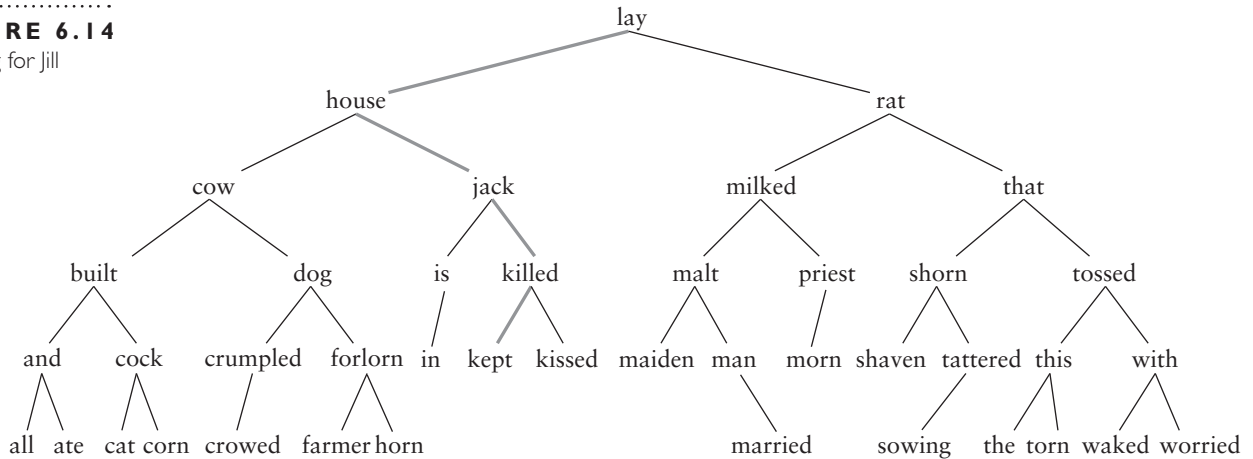 RE 6.14
for Jill
lay
house rat
cow jack milked that
built dog is killed malt priest shorn tossed
and cock crumpled forlorn in kept kissed maiden man morn shaven tattered this with
all ate cat corn crowed farmer horn married sowing the torn waked worried